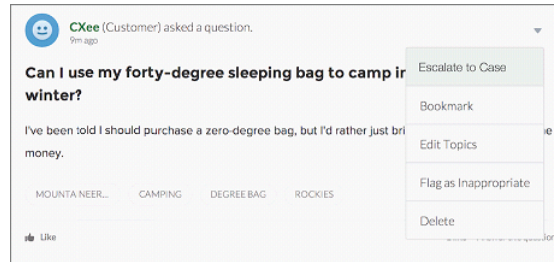 CXee (Customer) asked a question.
9m ago
Escalate to Case
Can I use my forty-degree sleeping bag to camp in
winter?
Bookmark
I've been told I should purchase a zero-degree bag, but I'd rather just
money.
Edit Topics
MOUNTA NEER... CAMPING DEGREE BAG ROCKIES
Flag as Inappropriate
Delete
Like